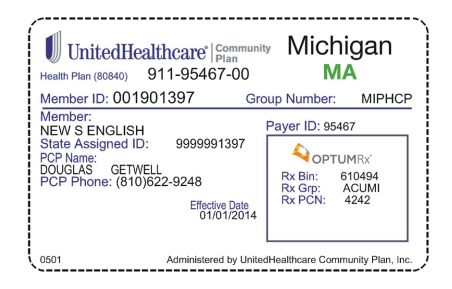 UnitedHealthcare® Community Plan Michigan
Health Plan (80840) 911-95467-00 MA
Member ID: 001901397 Group Number: MIPHCP
Member:
NEW S ENGLISH
State Assigned ID: 9999991397
PCP Name:
DOUGLAS GETWELL
PCP Phone: (810)622-9248
Effective Date
01/01/2014
Payer ID: 95467
OPTUMRx®
Rx Bin: 610494
Rx Grp: ACUMI
Rx PCN: 4242
0501 Administered by UnitedHealthcare Community Plan, Inc.